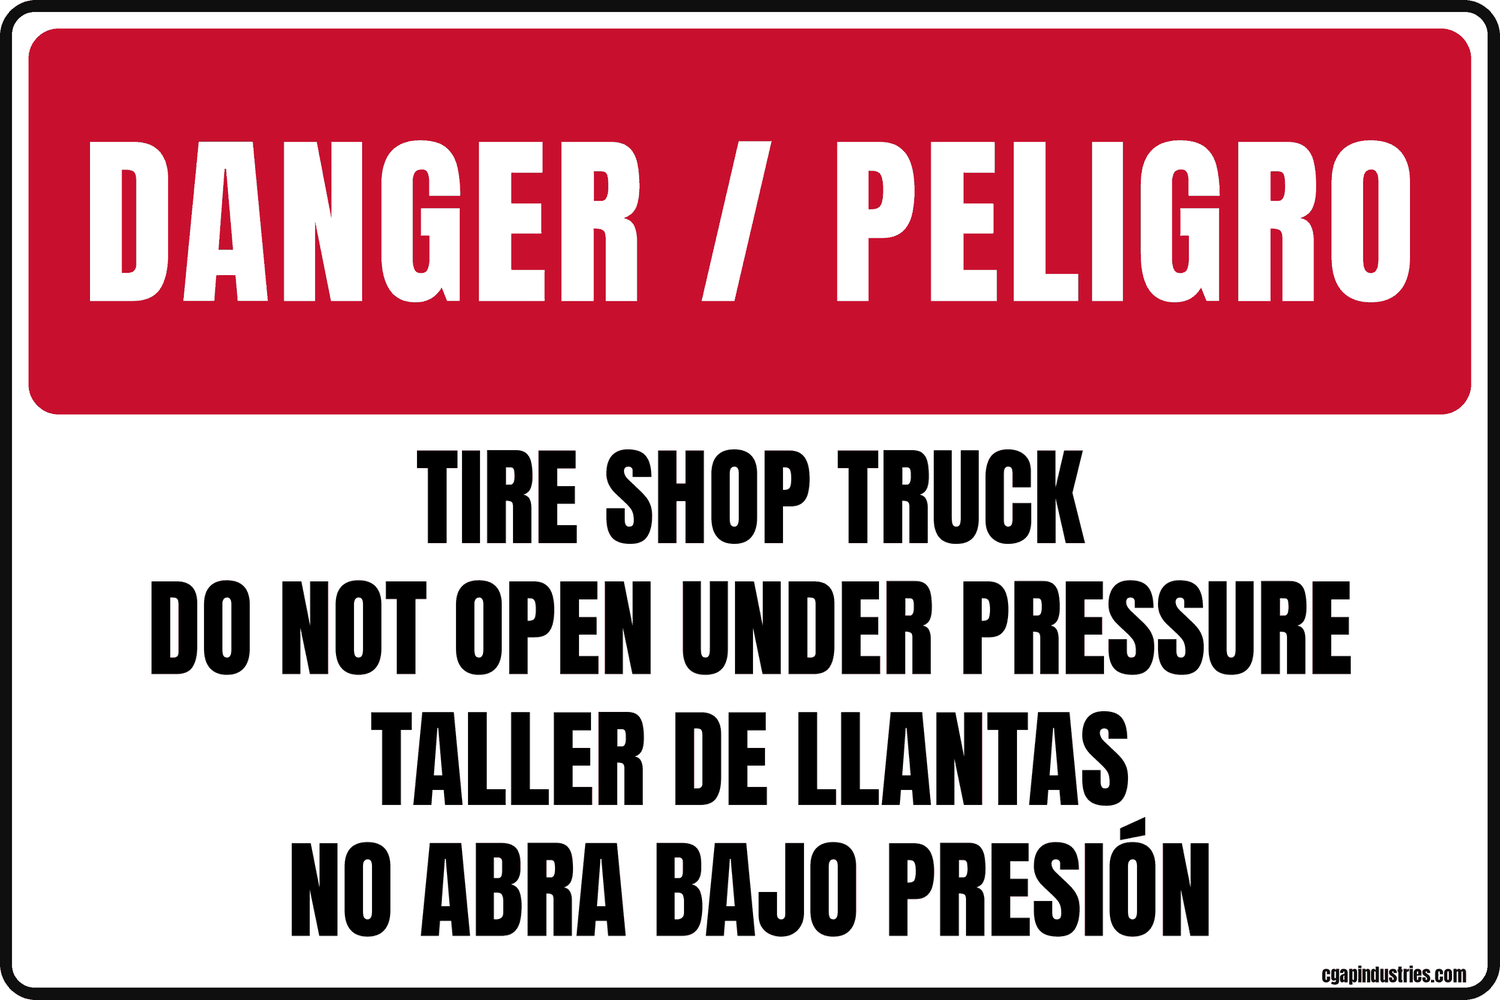 DANGER / PELIGRO
TIRE SHOP TRUCK
DO NOT OPEN UNDER PRESSURE
TALLER DE LLANTAS
NO ABRA BAJO PRESIÓN
cgapindustries.com